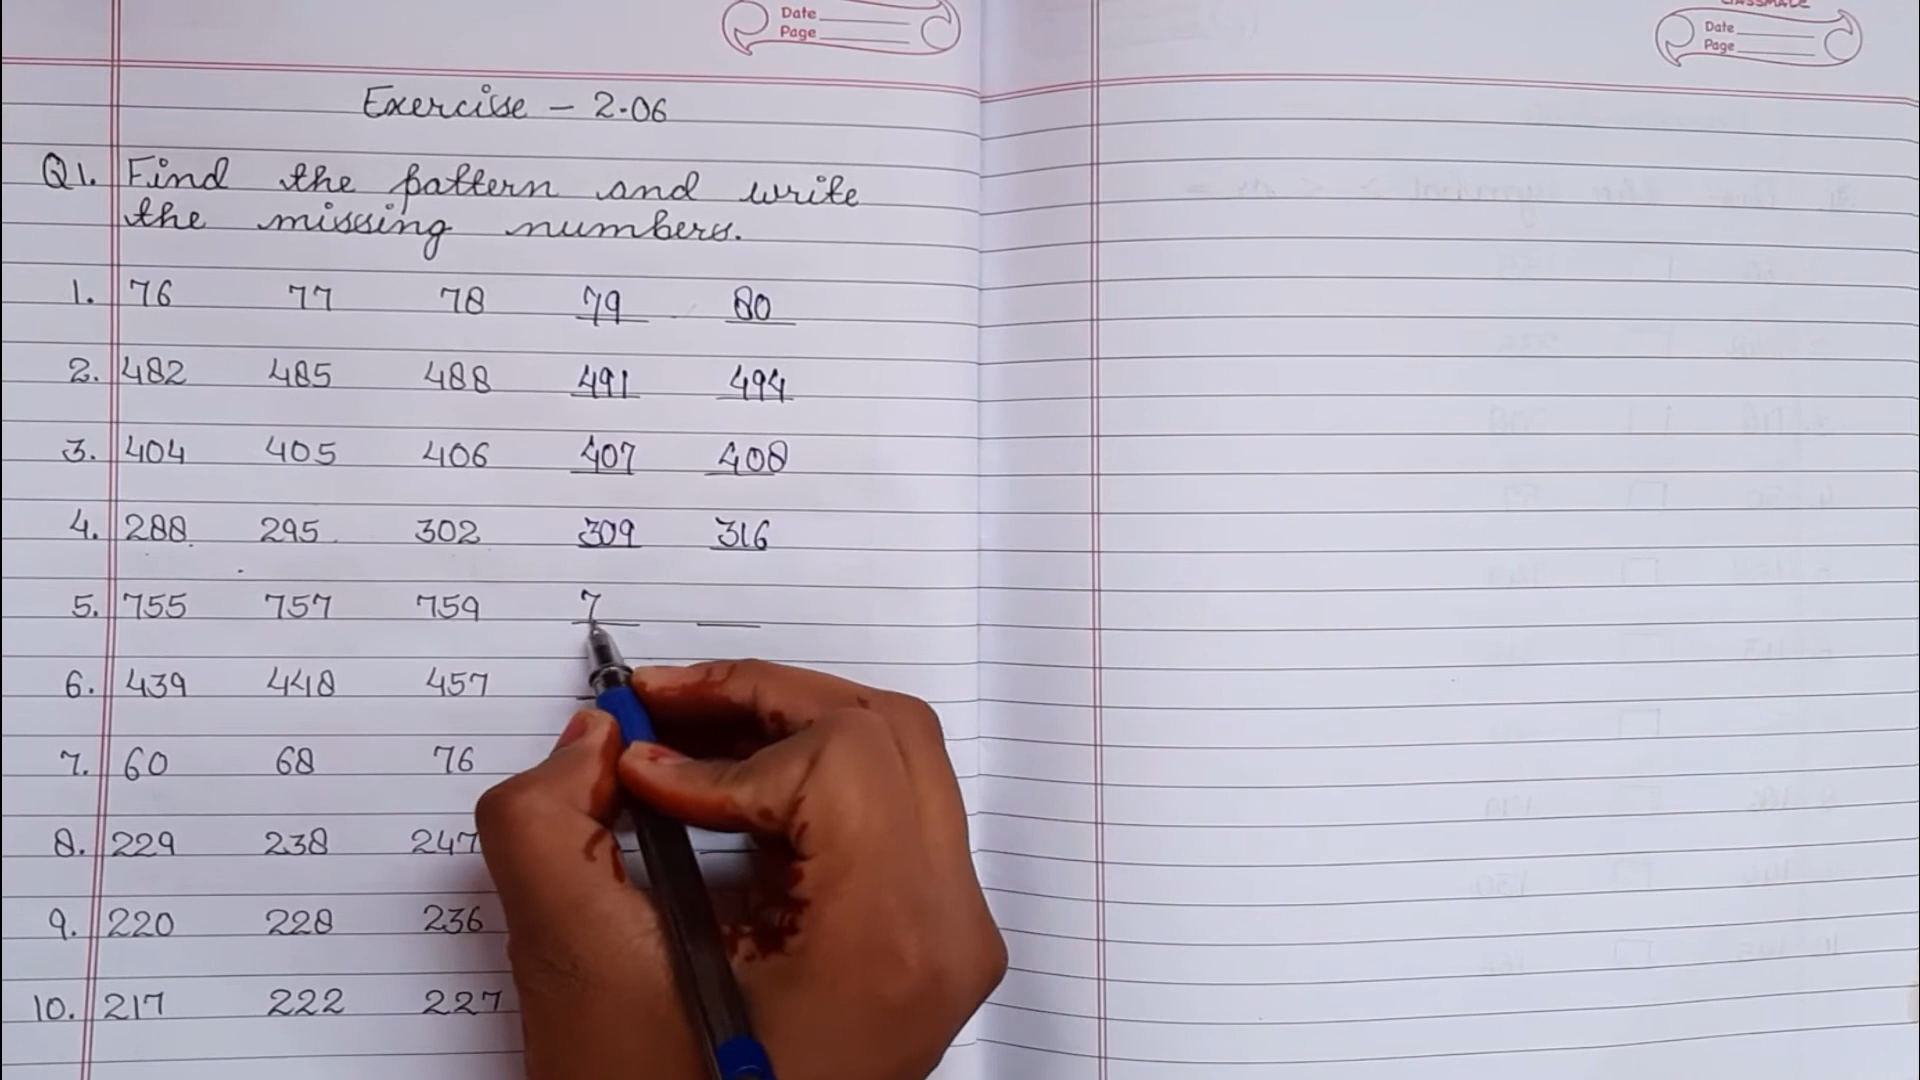 Date
Page
CLASSMATE
Date
Page
Exercise - 2.06
Q1. Find the pattern and write
the missing numbers.
1. 76 77 78 79 80
2. 482 485 488 491 494
3. 404 405 406 407 408
4. 288 295 302 309 316
5. 755 757 759 7
6. 439 448 457
7. 60 68 76
8. 229 238 247
9. 220 228 236
10. 217 222 227